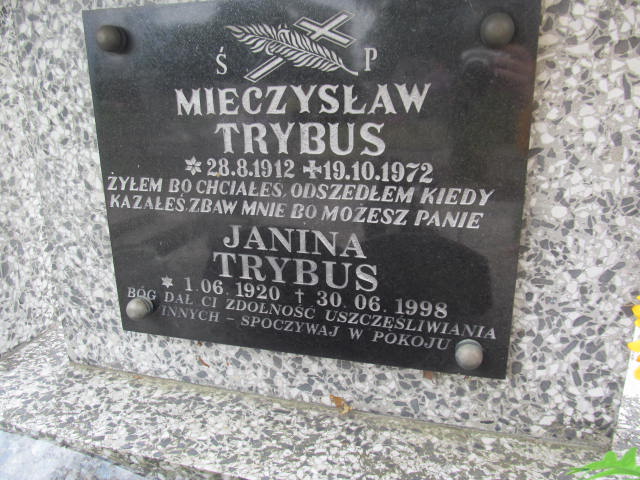 Ś P
MIECZYSŁAW
TRYBUS
✡ 28.8.1912 ✝ 19.10.1972
ŻYŁEM BO CHCIAŁEŚ, ODSZEDŁEM KIEDY
KAZAŁEŚ, ZBAW MNIE BO MOŻESZ PANIE
JANINA
TRYBUS
✡ 1.06.1920 † 30.06.1998
BÓG DAŁ CI ZDOLNOŚĆ USZCZĘŚLIWIANIA
INNYCH – SPOCZYWAJ W POKOJU